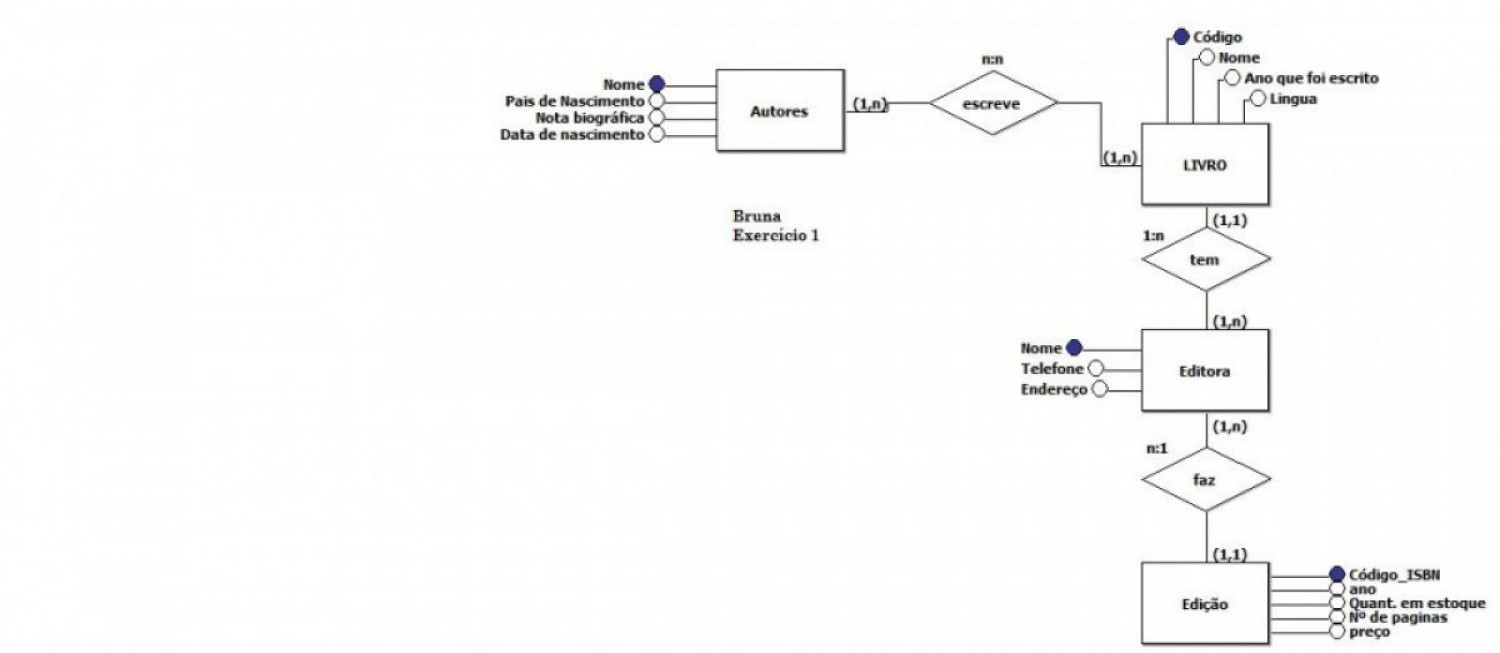 Código
Nome
Ano que foi escrito
Lingua
n:n
Nome
Pais de Nascimento
Nota biográfica
Data de nascimento
Autores
(1,n)
escreve
(1,n)
LIVRO
Bruna
Exercício 1
(1,1)
1:n
tem
(1,n)
Nome
Telefone
Endereço
Editora
(1,n)
n:1
faz
(1,1)
Edição
Código_ISBN
ano
Quant. em estoque
Nº de paginas
preço